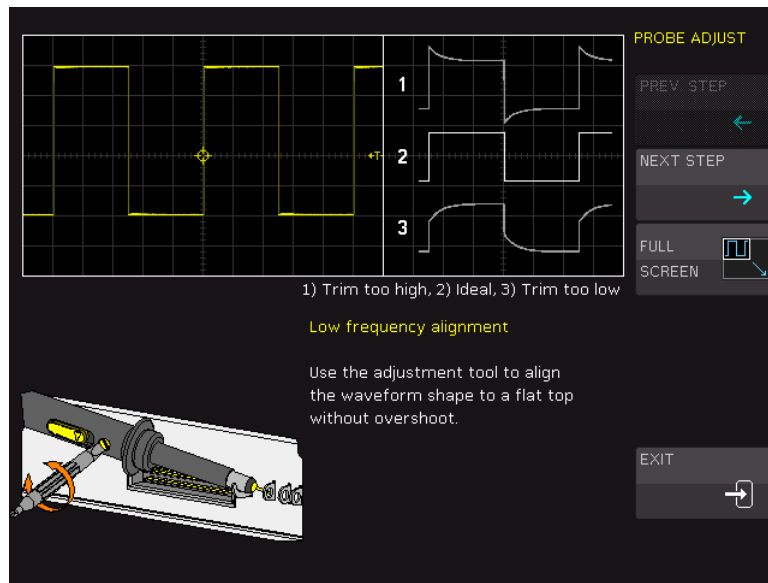 PROBE ADJUST
1
2
3
T
PREV STEP
NEXT STEP
FULL
SCREEN
1) Trim too high, 2) Ideal, 3) Trim too low
Low frequency alignment
Use the adjustment tool to align
the waveform shape to a flat top
without overshoot.
EXIT